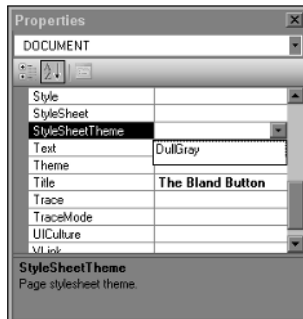 Properties
DOCUMENT
Style
StyleSheet
StyleSheetTheme
Text DullGray
Theme
Title The Bland Button
Trace
TraceMode
UICulture
VLink
StyleSheetTheme
Page stylesheet theme.